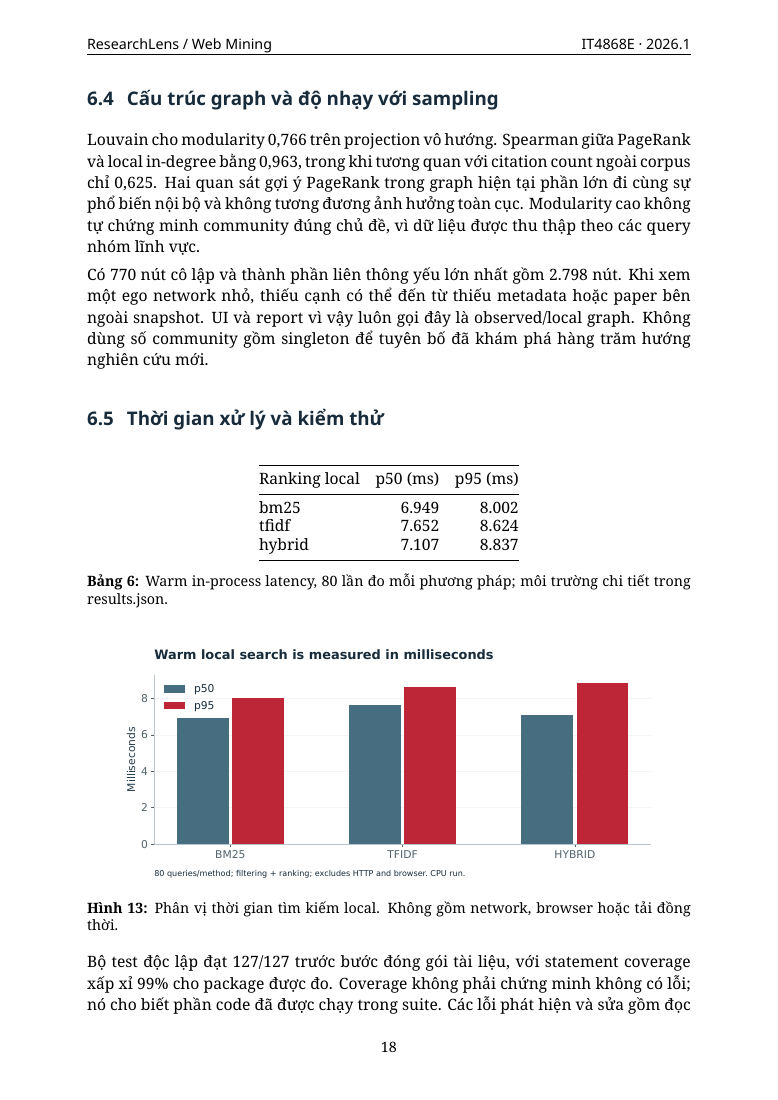 ResearchLens / Web Mining
IT4868E · 2026.1
6.4 Cấu trúc graph và độ nhạy với sampling
Louvain cho modularity 0,766 trên projection vô hướng. Spearman giữa PageRank
và local in-degree bằng 0,963, trong khi tương quan với citation count ngoài corpus
chỉ 0,625. Hai quan sát gợi ý PageRank trong graph hiện tại phần lớn đi cùng sự
phổ biến nội bộ và không tương đương ảnh hưởng toàn cục. Modularity cao không
tự chứng minh community đúng chủ đề, vì dữ liệu được thu thập theo các query
nhóm lĩnh vực.
Có 770 nút cô lập và thành phần liên thông yếu lớn nhất gồm 2.798 nút. Khi xem
một ego network nhỏ, thiếu cạnh có thể đến từ thiếu metadata hoặc paper bên
ngoài snapshot. UI và report vì vậy luôn gọi đây là observed/local graph. Không
dùng số community gồm singleton để tuyên bố đã khám phá hàng trăm hướng
nghiên cứu mới.
6.5 Thời gian xử lý và kiểm thử
Ranking local p50 (ms) p95 (ms)
bm25 6.949 8.002
tfidf 7.652 8.624
hybrid 7.107 8.837
Bảng 6: Warm in-process latency, 80 lần đo mỗi phương pháp; môi trường chi tiết trong
results.json.
Warm local search is measured in milliseconds
p50
p95
Milliseconds
8
6
4
2
0
BM25 TFIDF HYBRID
80 queries/method; filtering + ranking; excludes HTTP and browser. CPU run.
Hình 13: Phân vị thời gian tìm kiếm local. Không gồm network, browser hoặc tải đồng
thời.
Bộ test độc lập đạt 127/127 trước bước đóng gói tài liệu, với statement coverage
xấp xỉ 99% cho package được đo. Coverage không phải chứng minh không có lỗi;
nó cho biết phần code đã được chạy trong suite. Các lỗi phát hiện và sửa gồm đọc
18